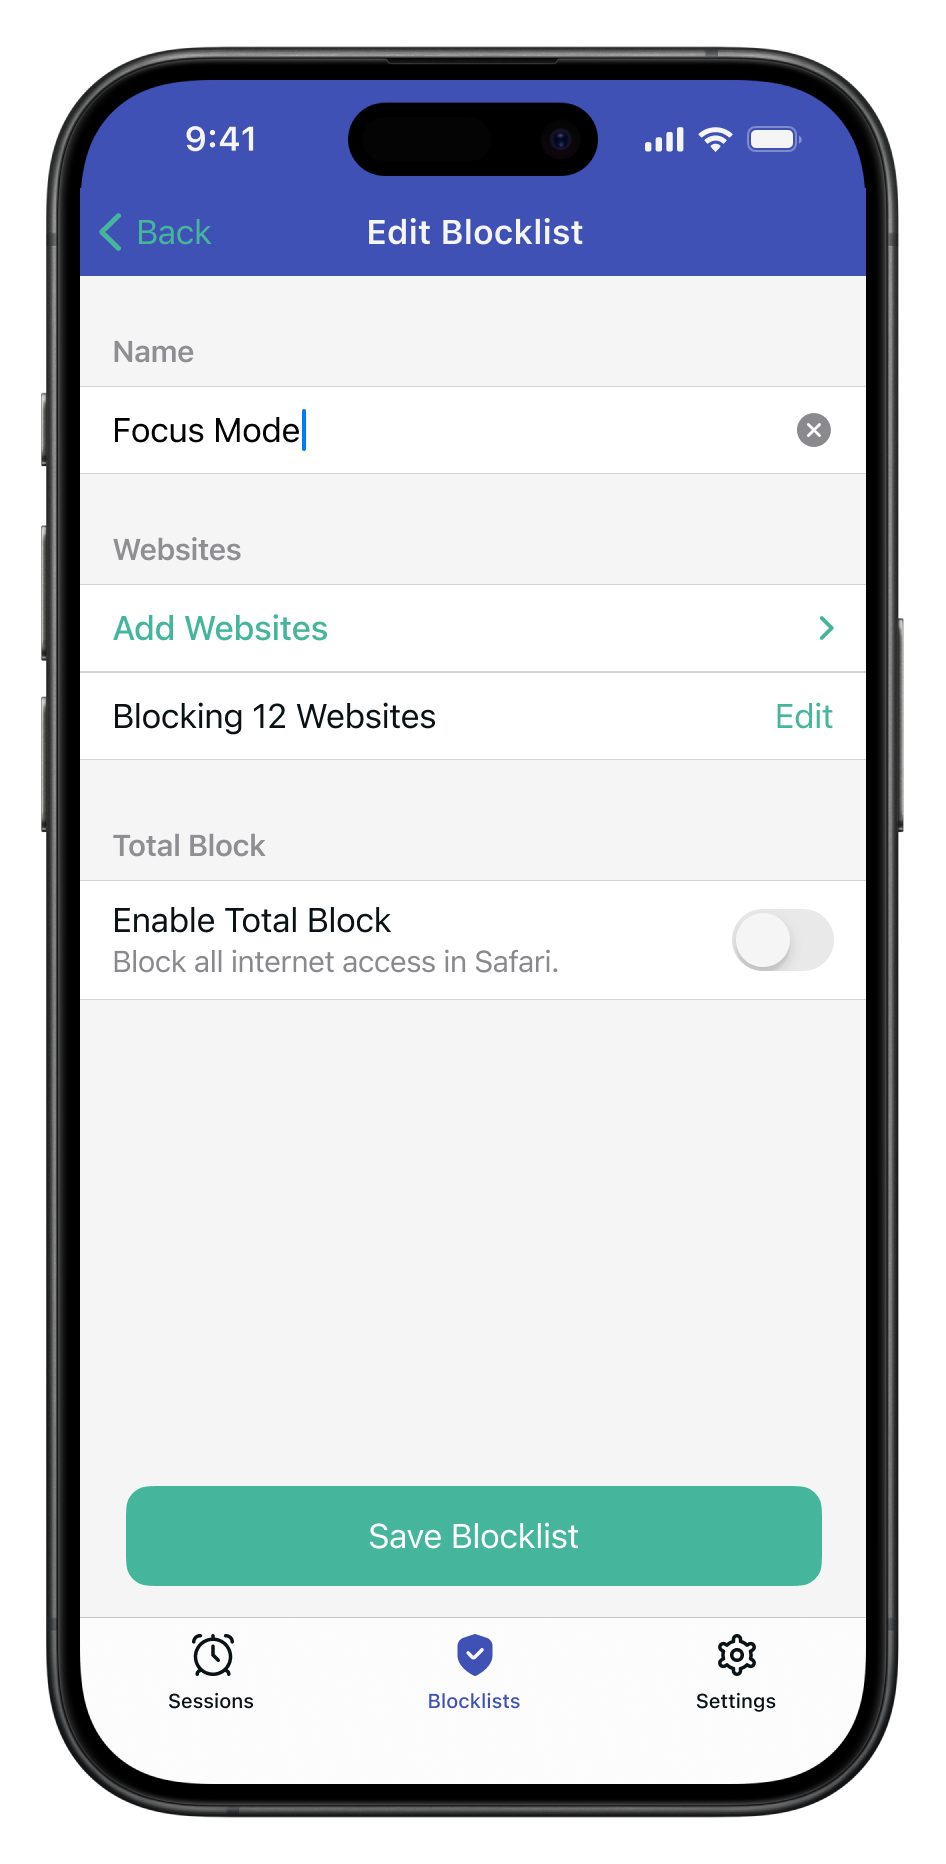 9:41
Back
Edit Blocklist
Name
Focus Mode
Websites
Add Websites
Blocking 12 Websites
Edit
Total Block
Enable Total Block
Block all internet access in Safari.
Save Blocklist
Sessions
Blocklists
Settings